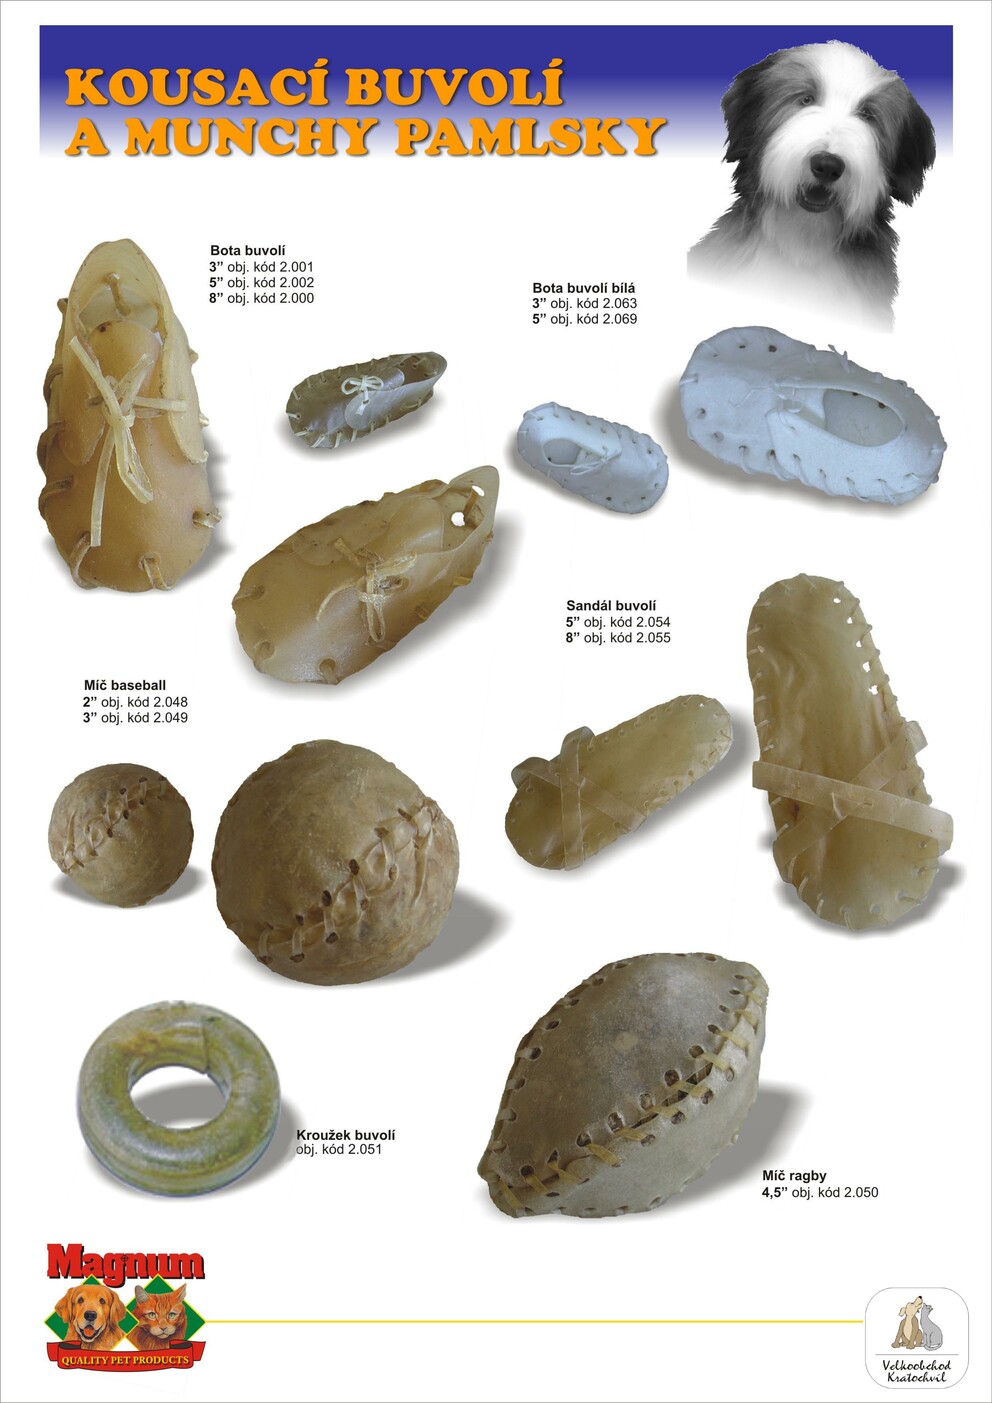 KOUSACÍ BUVOLÍ
A MUNCHY PAMLSKY
Bota buvolí
3” obj. kód 2.001
5” obj. kód 2.002
8” obj. kód 2.000
Bota buvolí bílá
3” obj. kód 2.063
5” obj. kód 2.069
Sandál buvolí
5” obj. kód 2.054
8” obj. kód 2.055
Míč baseball
2” obj. kód 2.048
3” obj. kód 2.049
Kroužek buvolí
obj. kód 2.051
Míč ragby
4,5” obj. kód 2.050
Magnum
QUALITY PET PRODUCTS
Velkoobchod
Kratochvíl